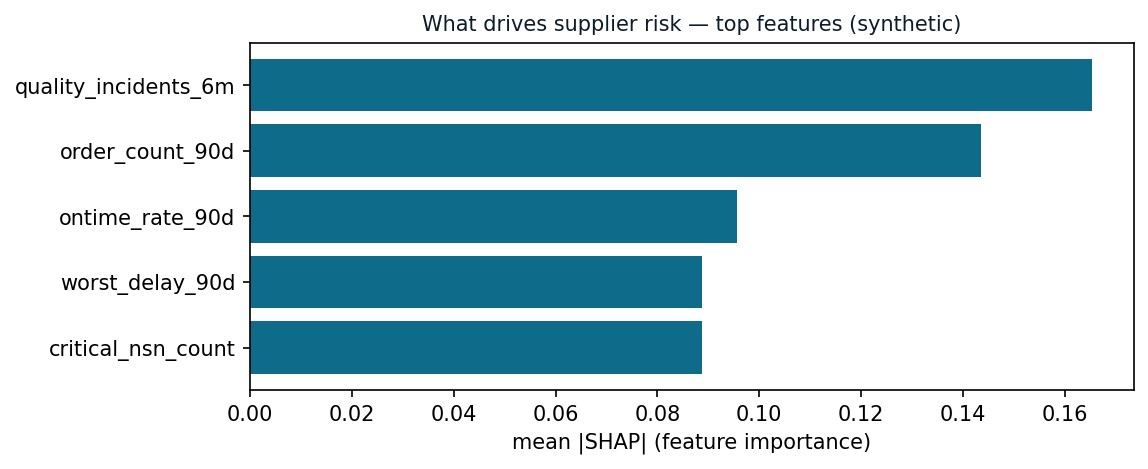 What drives supplier risk — top features (synthetic)
quality_incidents_6m
order_count_90d
ontime_rate_90d
worst_delay_90d
critical_nsn_count
0.00 0.02 0.04 0.06 0.08 0.10 0.12 0.14 0.16
mean |SHAP| (feature importance)